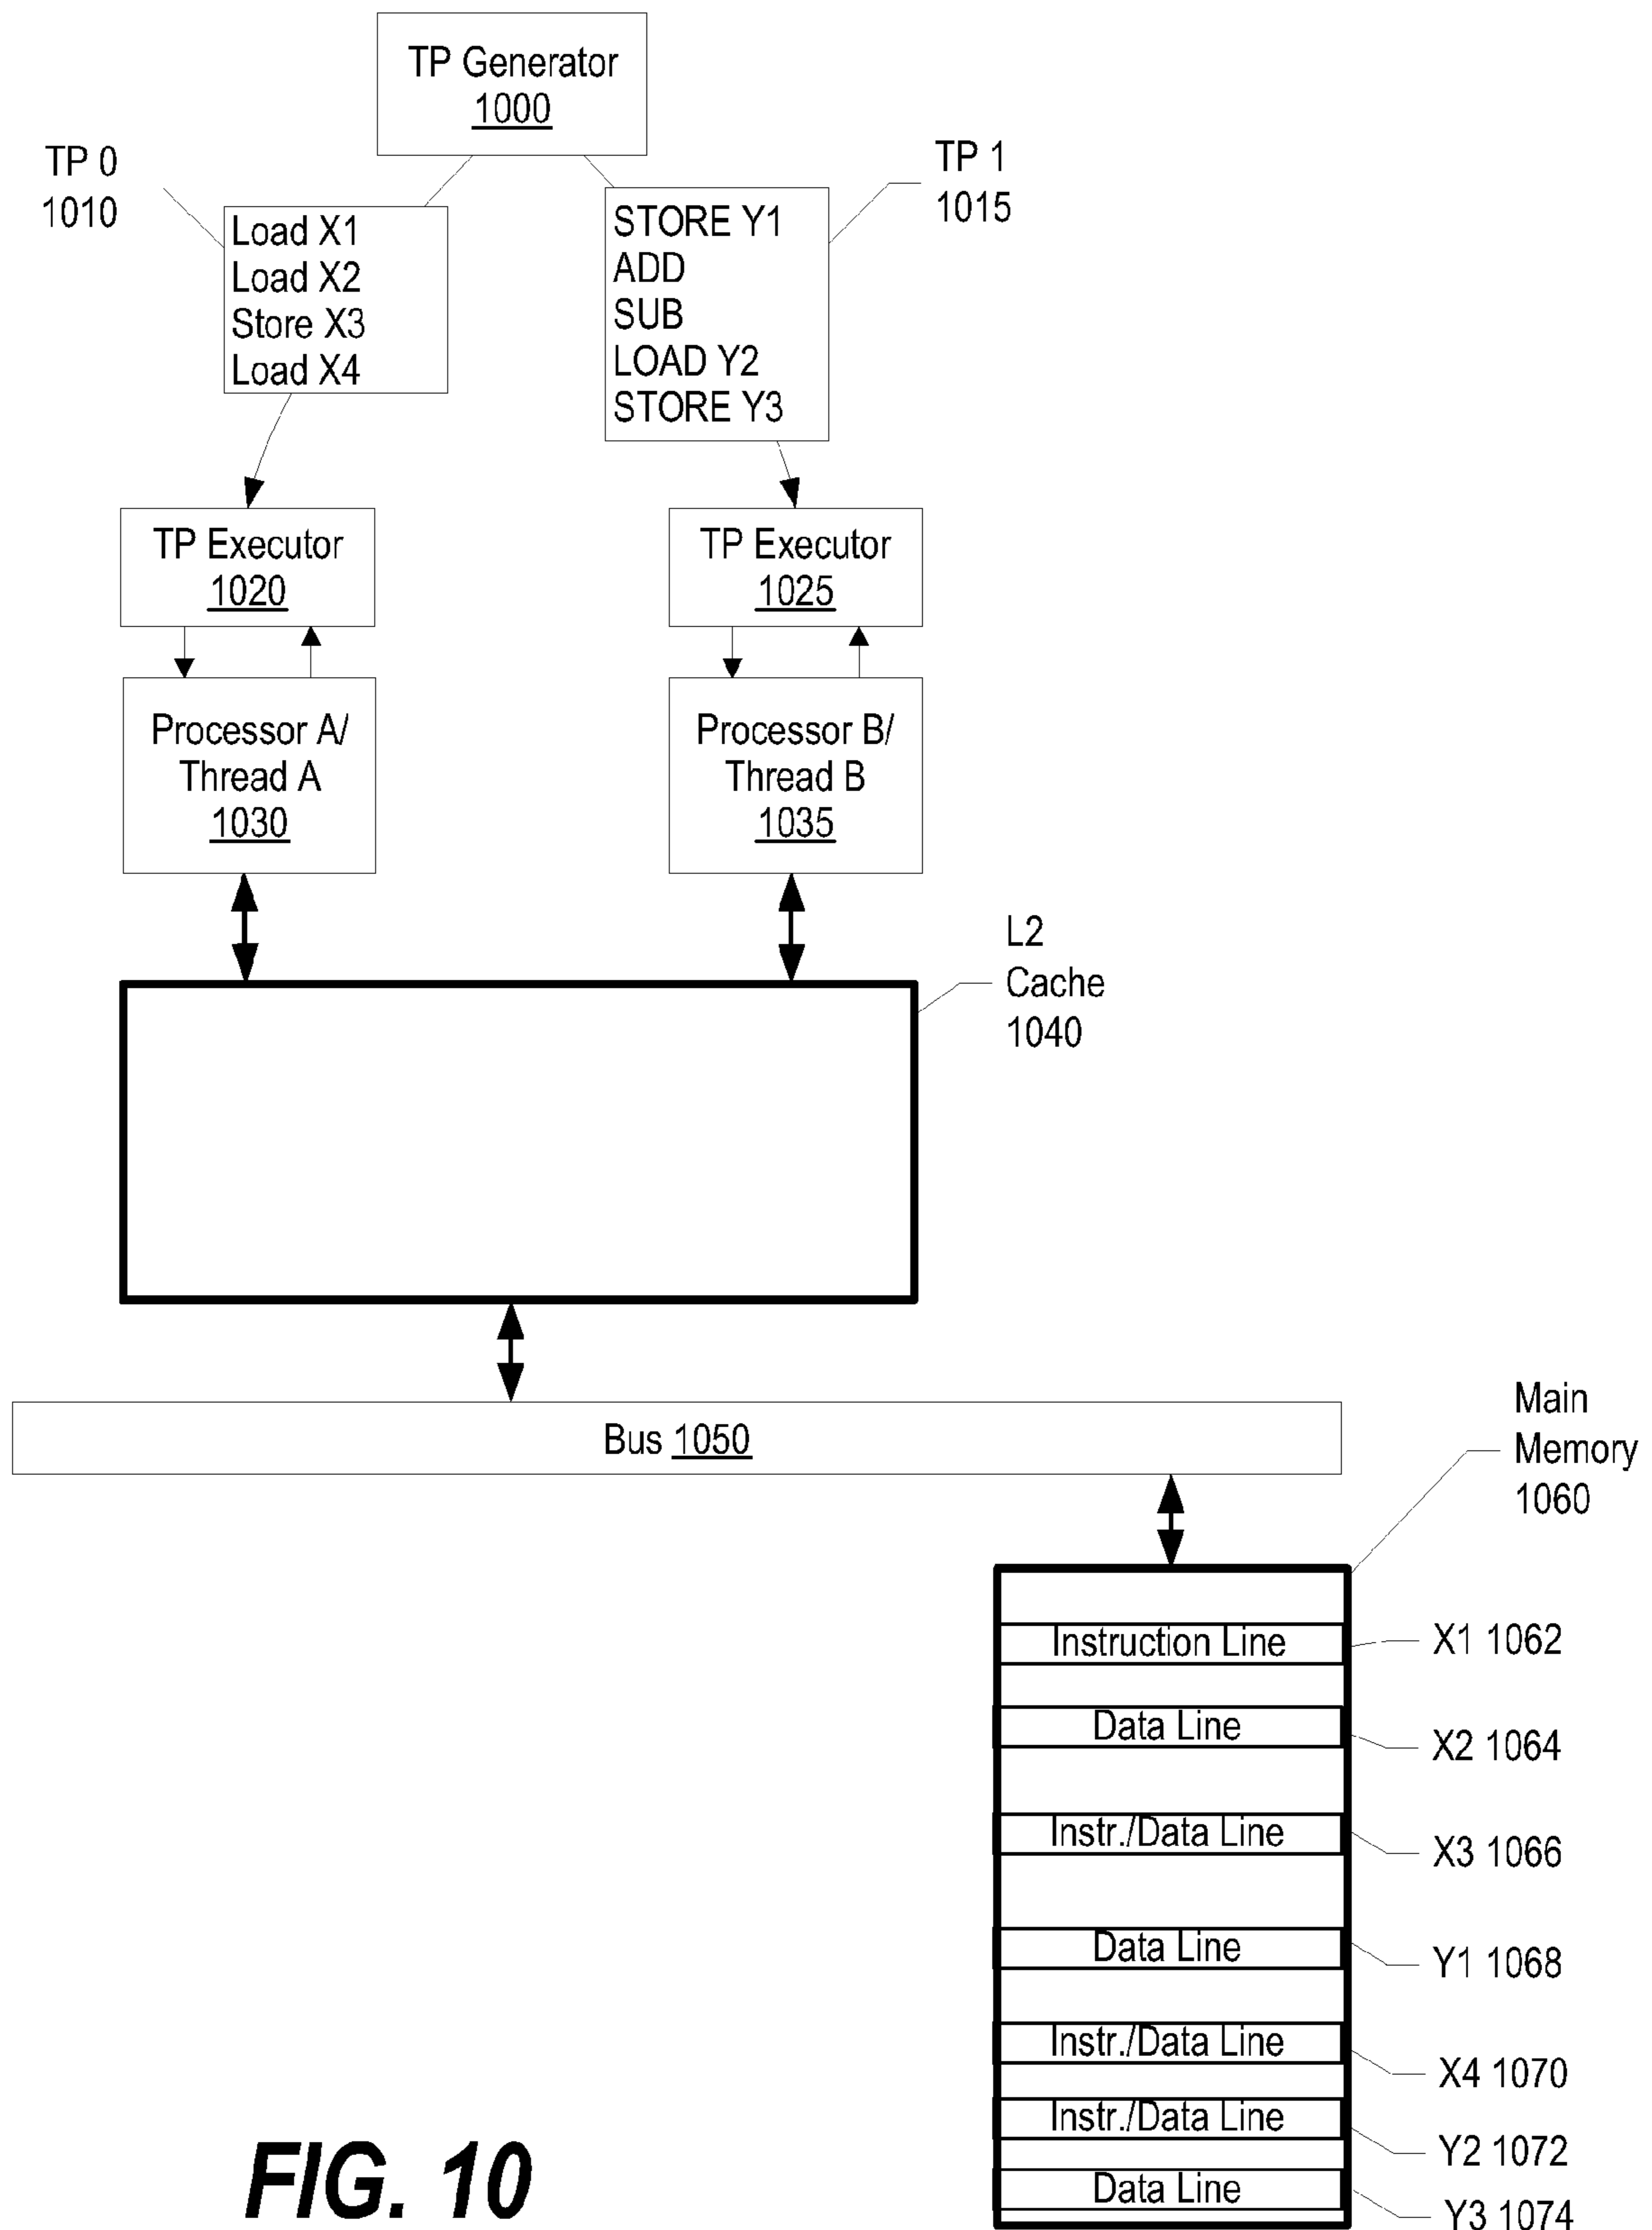 TP Generator
1000
TP 0
1010
TP 1
1015
Load X1
Load X2
Store X3
Load X4
STORE Y1
ADD
SUB
LOAD Y2
STORE Y3
TP Executor
1020
TP Executor
1025
Processor A/
Thread A
1030
Processor B/
Thread B
1035
L2
Cache
1040
Bus 1050
Main
Memory
1060
Instruction Line
X1 1062
Data Line
X2 1064
Instr./Data Line
X3 1066
Data Line
Y1 1068
Instr./Data Line
X4 1070
Instr./Data Line
Y2 1072
Data Line
Y3 1074
FIG. 10